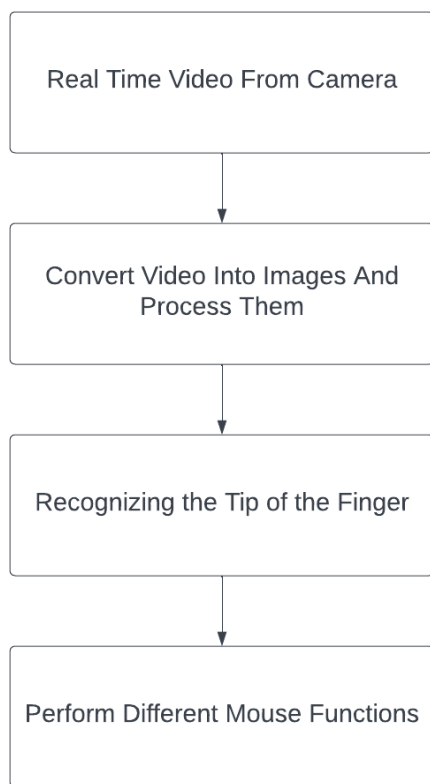 Real Time Video From Camera
Convert Video Into Images And
Process Them
Recognizing the Tip of the Finger
Perform Different Mouse Functions